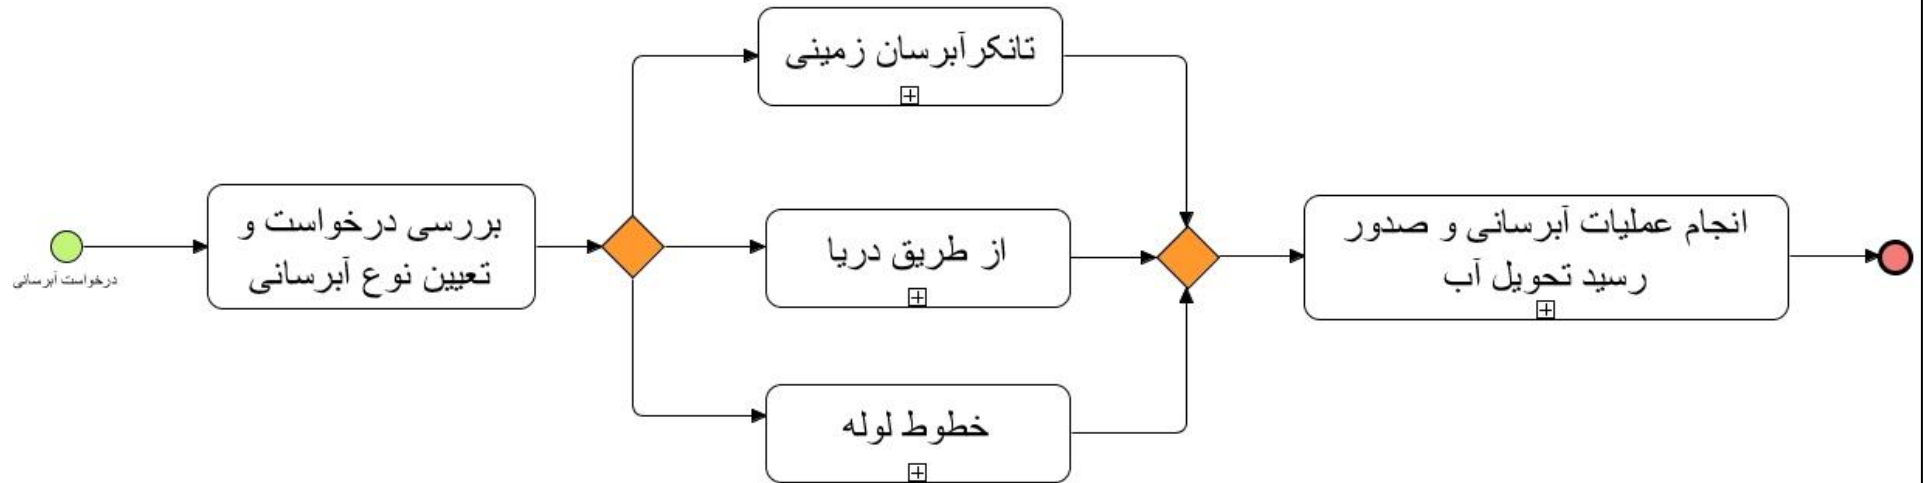 درخواست آبرسانی
بررسی درخواست و
تعیین نوع آبرسانی
تانکرآبرسان زمینی
از طریق دریا
خطوط لوله
انجام عملیات آبرسانی و صدور
رسید تحویل آب